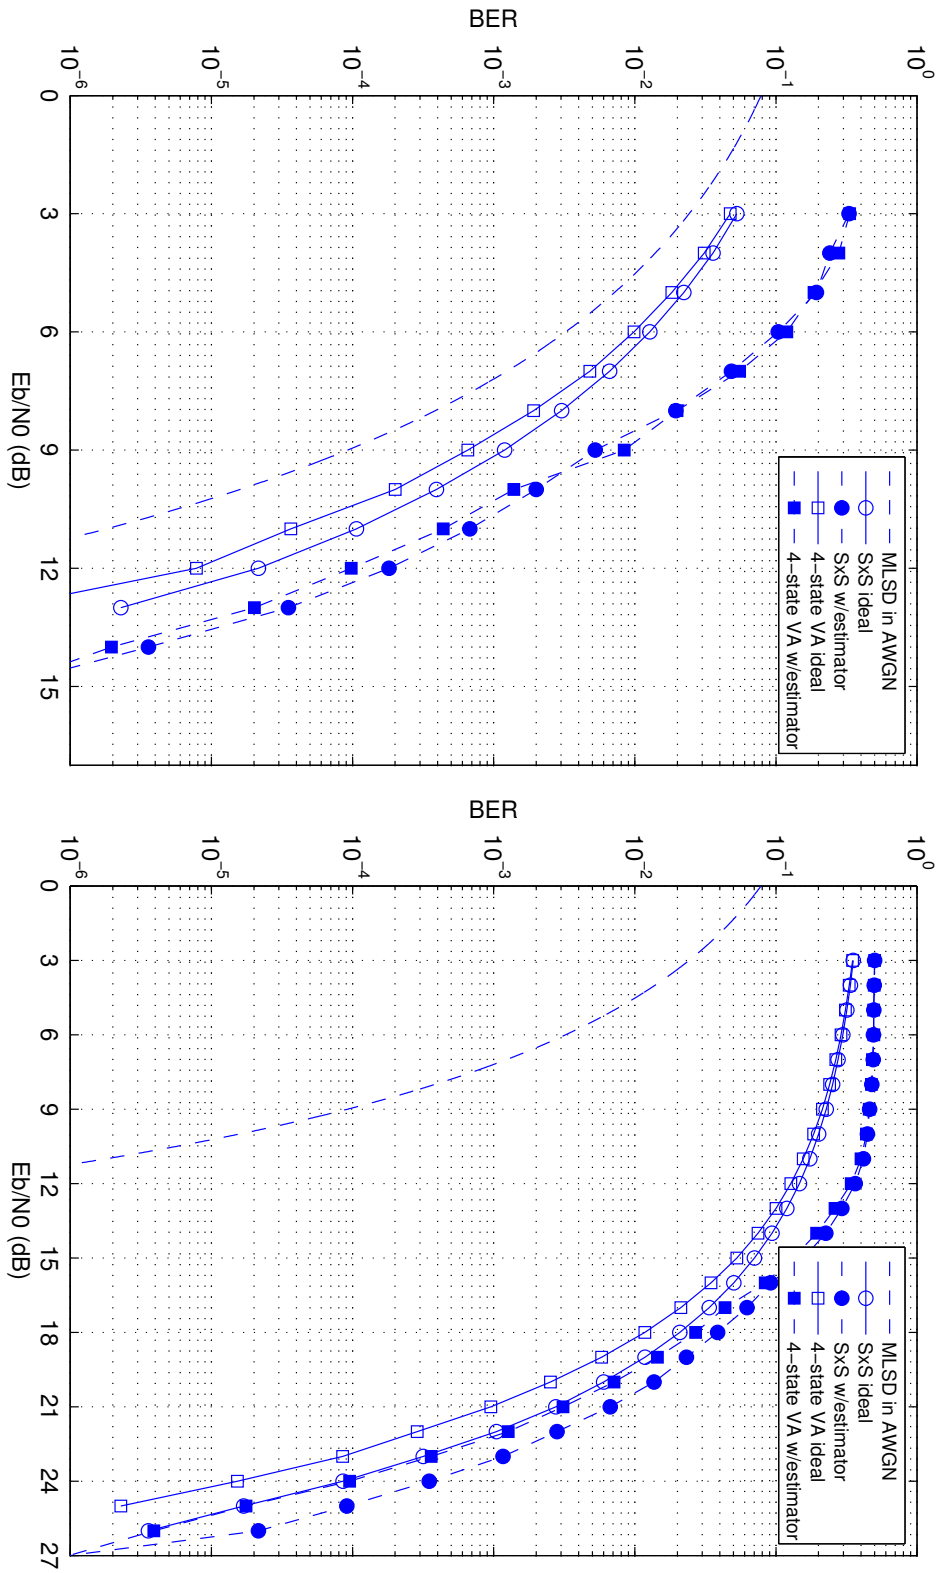 BER
10⁻⁶
10⁻⁵
10⁻⁴
10⁻³
10⁻²
10⁻¹
10⁰
0
3
6
9
12
15
Eb/N0 (dB)
MLSD in AWGN
SxS ideal
SxS w/estimator
4−state VA ideal
4−state VA w/estimator
BER
10⁻⁶
10⁻⁵
10⁻⁴
10⁻³
10⁻²
10⁻¹
10⁰
0
3
6
9
12
15
18
21
24
27
Eb/N0 (dB)
MLSD in AWGN
SxS ideal
SxS w/estimator
4−state VA ideal
4−state VA w/estimator